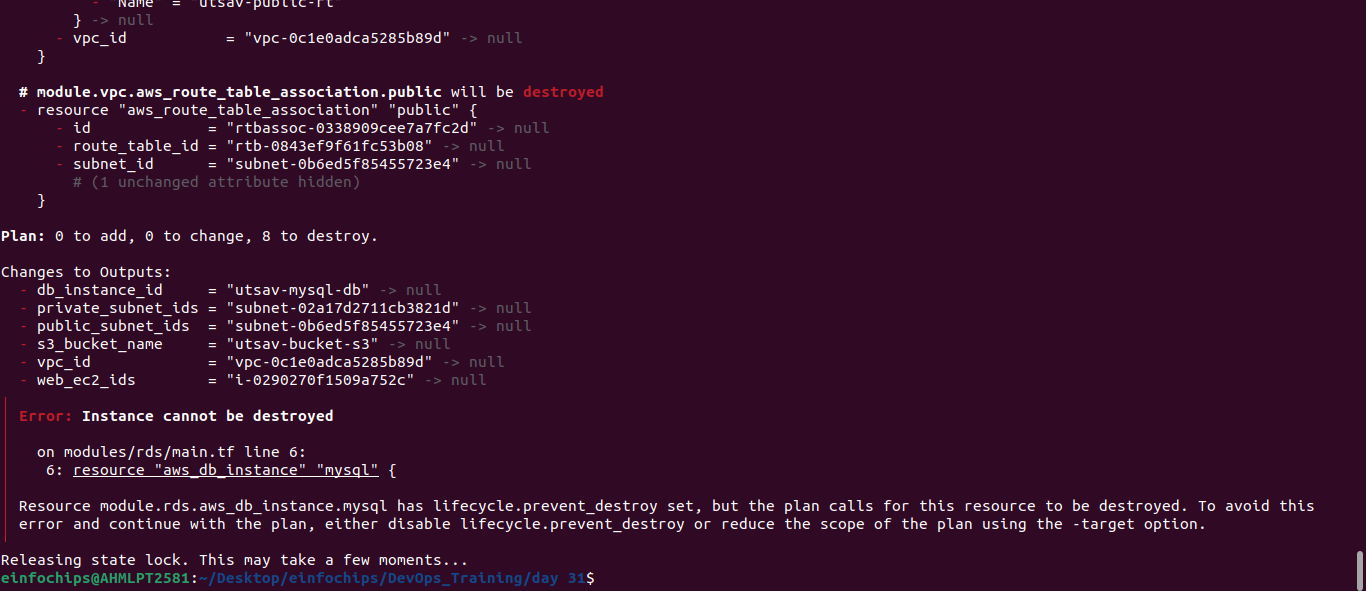 - "Name" = "utsav-public-rt"
} -> null
- vpc_id = "vpc-0c1e0adca5285b89d" -> null
}
# module.vpc.aws_route_table_association.public will be destroyed
- resource "aws_route_table_association" "public" {
- id = "rtbassoc-0338909cee7a7fc2d" -> null
- route_table_id = "rtb-0843ef9f61fc53b08" -> null
- subnet_id = "subnet-0b6ed5f85455723e4" -> null
# (1 unchanged attribute hidden)
}
Plan: 0 to add, 0 to change, 8 to destroy.
Changes to Outputs:
- db_instance_id = "utsav-mysql-db" -> null
- private_subnet_ids = "subnet-02a17d2711cb3821d" -> null
- public_subnet_ids = "subnet-0b6ed5f85455723e4" -> null
- s3_bucket_name = "utsav-bucket-s3" -> null
- vpc_id = "vpc-0c1e0adca5285b89d" -> null
- web_ec2_ids = "i-0290270f1509a752c" -> null
Error: Instance cannot be destroyed
on modules/rds/main.tf line 6:
6: resource "aws_db_instance" "mysql" {
Resource module.rds.aws_db_instance.mysql has lifecycle.prevent_destroy set, but the plan calls for this resource to be destroyed. To avoid this
error and continue with the plan, either disable lifecycle.prevent_destroy or reduce the scope of the plan using the -target option.
Releasing state lock. This may take a few moments...
einfochips@AHMLPT2581:~/Desktop/einfochips/DevOps_Training/day 31$